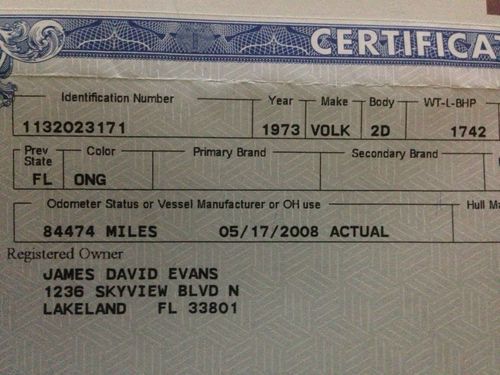 CERTIFICA
Identification Number Year Make Body WT-L-BHP
1132023171 1973 VOLK 2D 1742
Prev State Color Primary Brand Secondary Brand
FL ONG
Odometer Status or Vessel Manufacturer or OH use Hull Ma
84474 MILES 05/17/2008 ACTUAL
Registered Owner
JAMES DAVID EVANS
1236 SKYVIEW BLVD N
LAKELAND FL 33801